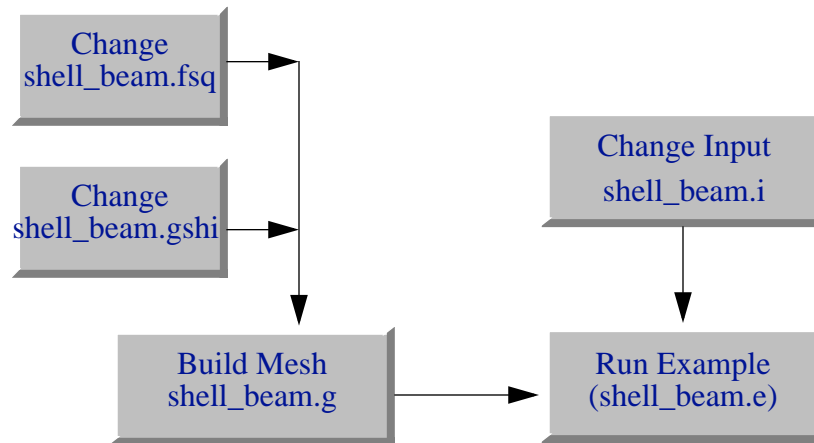 Change
shell_beam.fsq
Change
shell_beam.gshi
Change Input
shell_beam.i
Build Mesh
shell_beam.g
Run Example
(shell_beam.e)